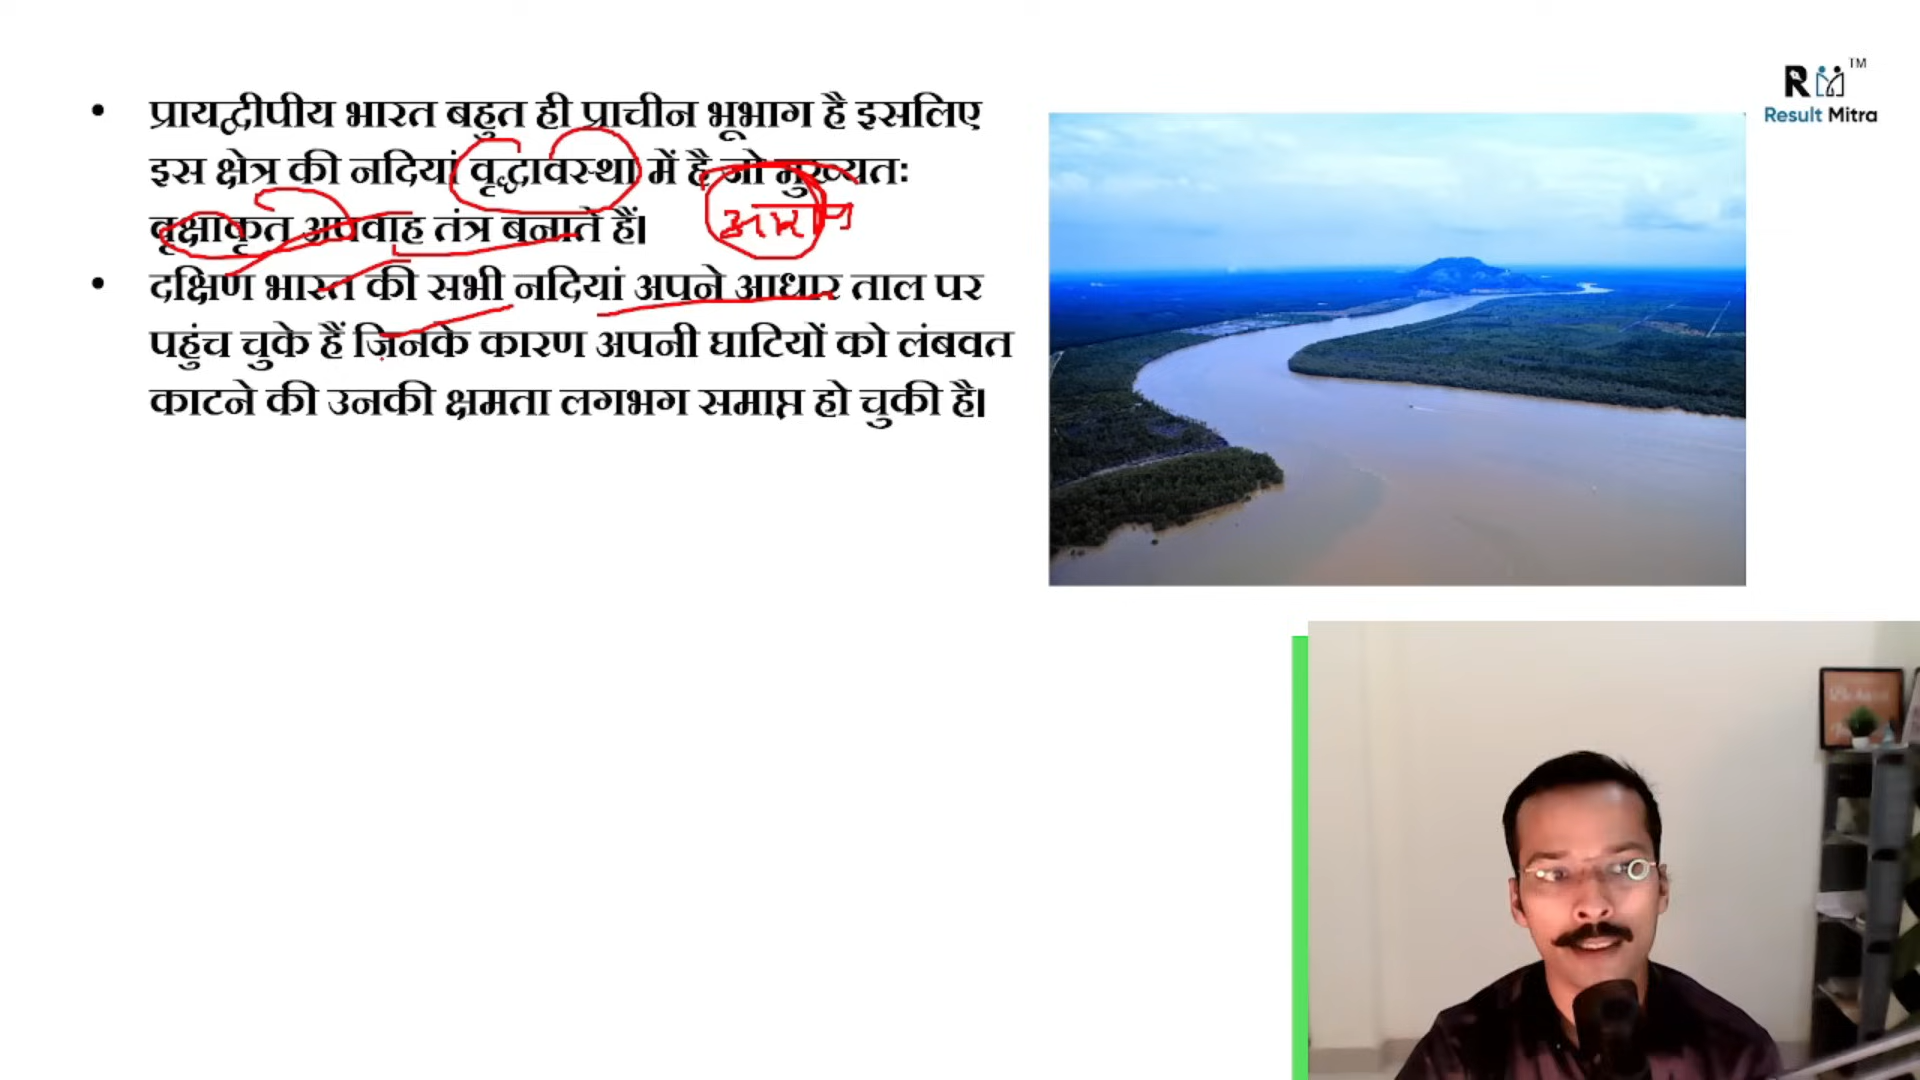 प्रायद्वीपीय भारत बहुत ही प्राचीन भूभाग है इसलिए
इस क्षेत्र की नदियां वृद्धावस्था में है जो मुख्यतः
वृक्षाकृत अपवाह तंत्र बनाते हैं।
दक्षिण भारत की सभी नदियां अपने आधार ताल पर
पहुंच चुके हैं जिनके कारण अपनी घाटियों को लंबवत
काटने की उनकी क्षमता लगभग समाप्त हो चुकी है।
R TM
Result Mitra